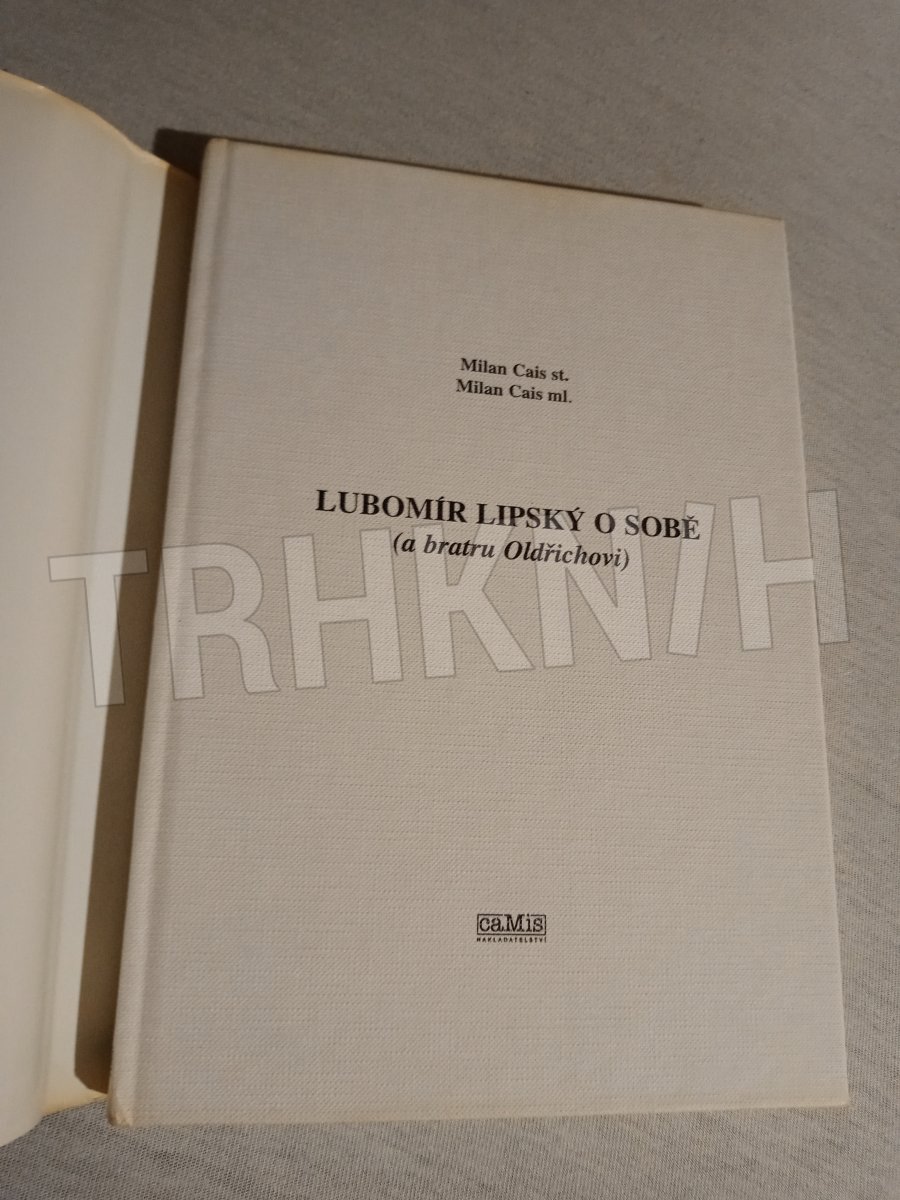 Milan Cais st.
Milan Cais ml.
LUBOMÍR LIPSKÝ O SOBĚ
(a bratru Oldřichovi)
TRHKNIH
caMis
NAKLADATELSTVÍ